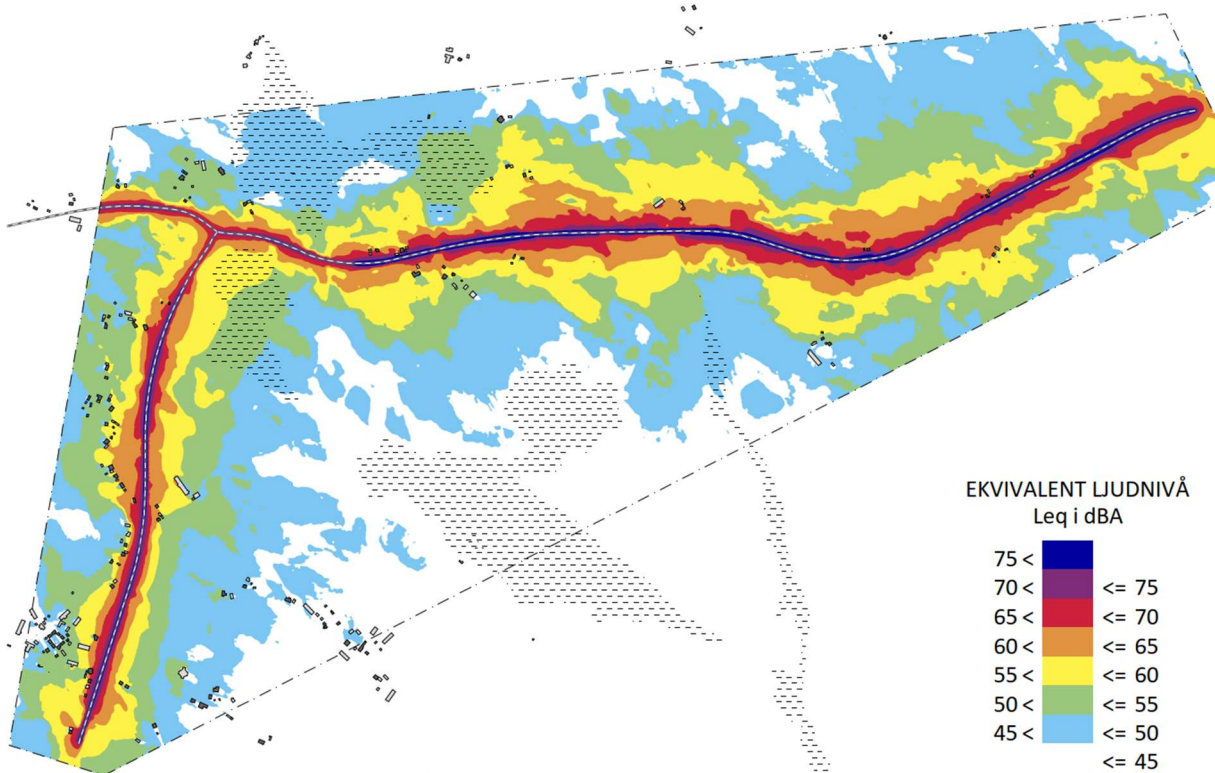 EKVIVALENT LJUDNIVÅ
Leq i dBA
75 <
70 < <= 75
65 < <= 70
60 < <= 65
55 < <= 60
50 < <= 55
45 < <= 50
<= 45